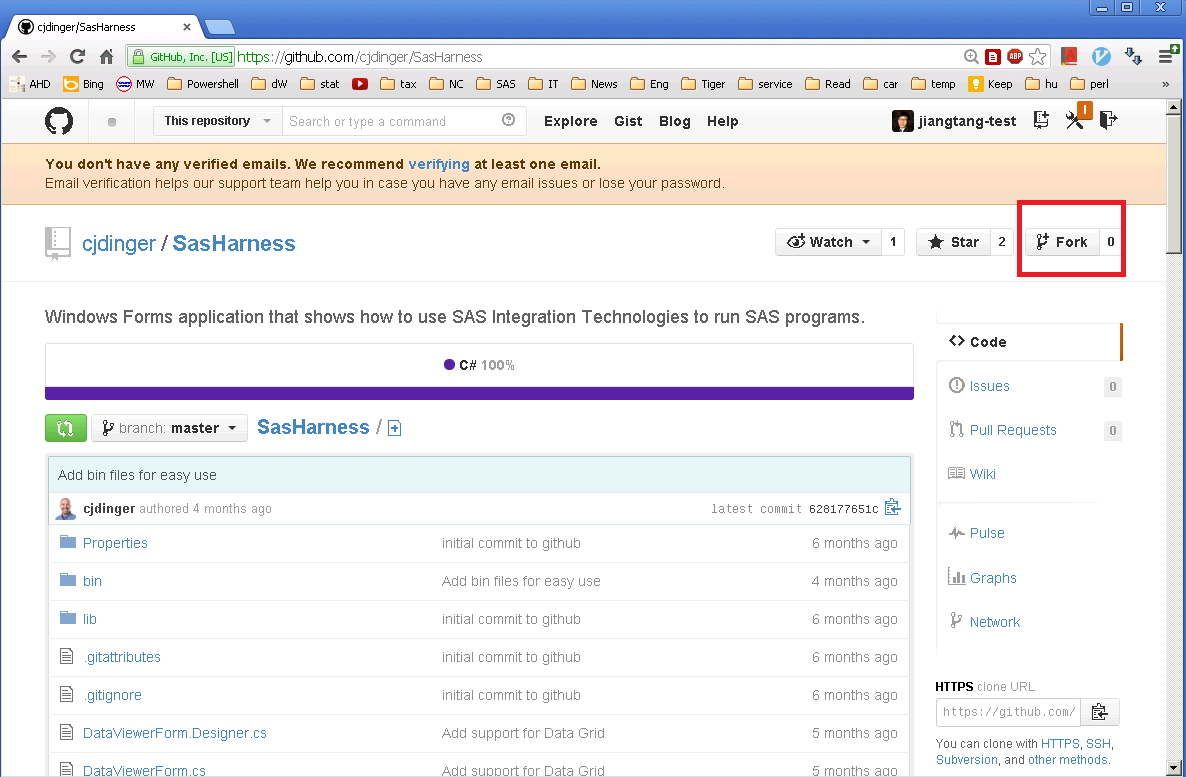 cjdinger/SasHarness
GitHub, Inc. [US] https://github.com/cjdinger/SasHarness ABP
AHD Bing MW Powershell dW stat tax NC SAS IT News Eng Tiger service Read car temp Keep hu perl »
This repository Search or type a command Explore Gist Blog Help jiangtang-test
You don't have any verified emails. We recommend verifying at least one email.
Email verification helps our support team help you in case you have any email issues or lose your password.
cjdinger / SasHarness Watch 1 Star 2 Fork 0
Windows Forms application that shows how to use SAS Integration Technologies to run SAS programs.
C# 100%
branch: master SasHarness /
Add bin files for easy use
cjdinger authored 4 months ago latest commit 628177651c
Properties initial commit to github 6 months ago
bin Add bin files for easy use 4 months ago
lib initial commit to github 6 months ago
.gitattributes initial commit to github 6 months ago
.gitignore initial commit to github 6 months ago
DataViewerForm.Designer.cs Add support for Data Grid 5 months ago
DataViewerForm.cs Add support for Data Grid 5 months ago
Code
Issues 0
Pull Requests 0
Wiki
Pulse
Graphs
Network
HTTPS clone URL
https://github.com/
You can clone with HTTPS, SSH,
Subversion, and other methods.